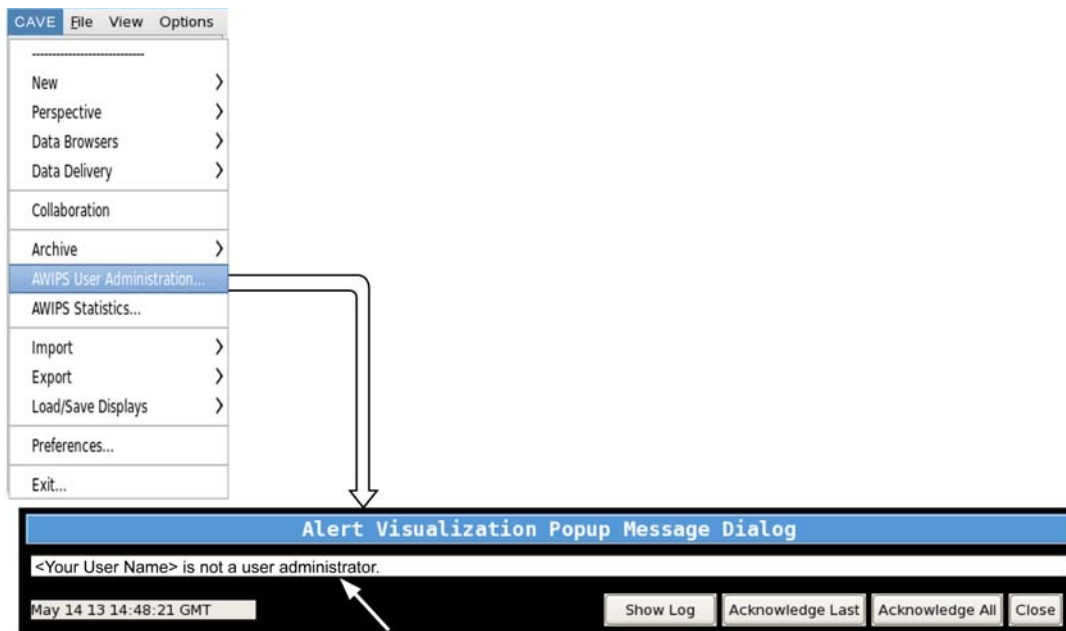 CAVE File View Options
----------------------------
New
Perspective
Data Browsers
Data Delivery
Collaboration
Archive
AWIPS User Administration...
AWIPS Statistics...
Import
Export
Load/Save Displays
Preferences...
Exit...
Alert Visualization Popup Message Dialog
<Your User Name> is not a user administrator.
May 14 13 14:48:21 GMT Show Log Acknowledge Last Acknowledge All Close